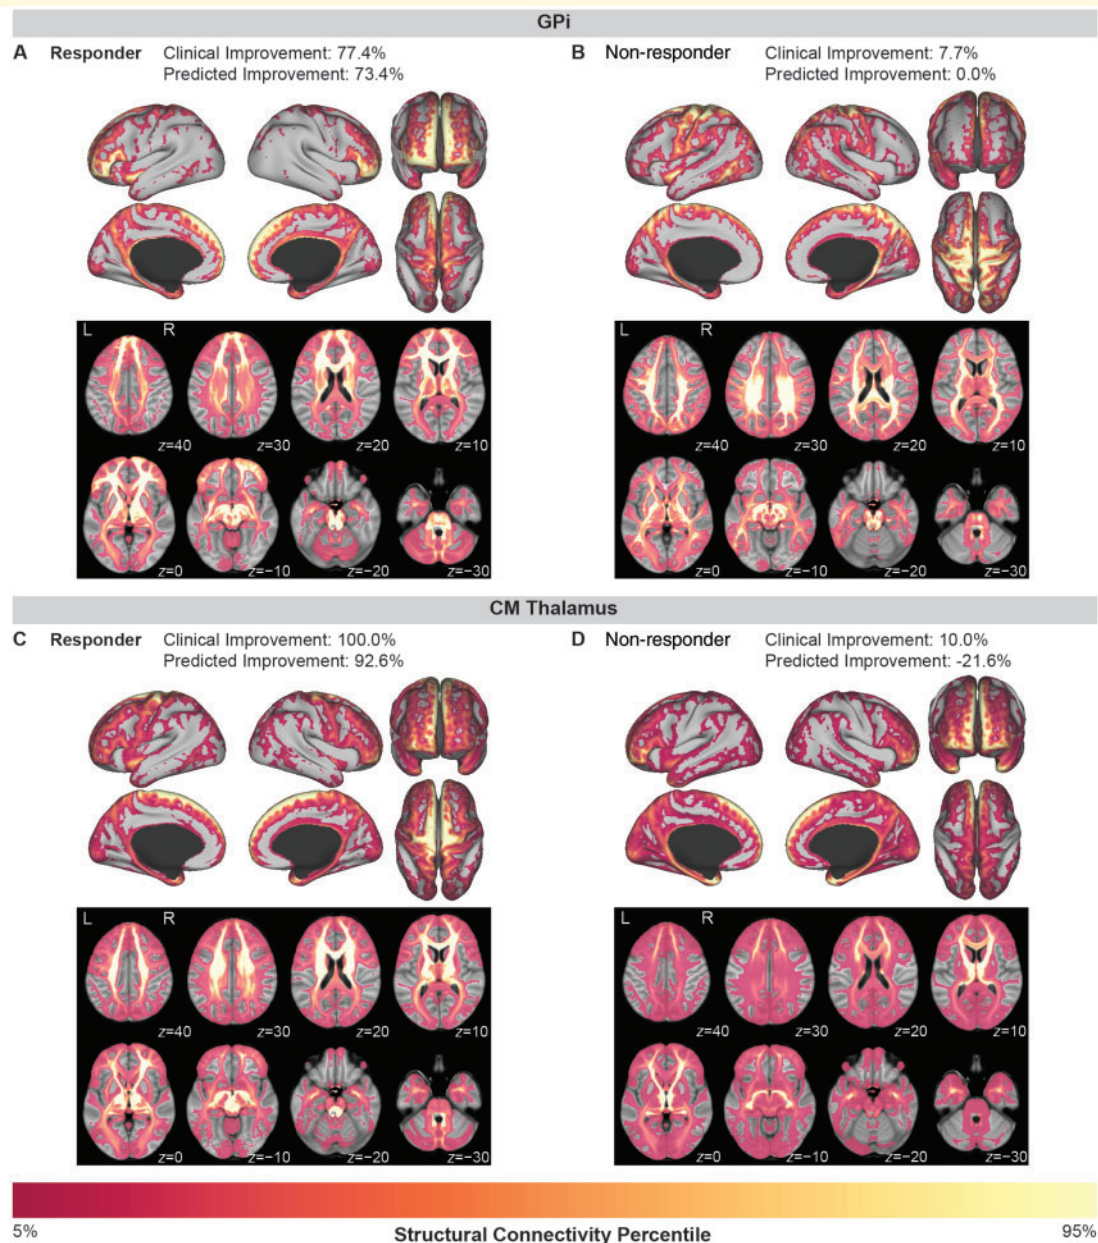 GPi
A Responder Clinical Improvement: 77.4%
Predicted Improvement: 73.4%
B Non-responder Clinical Improvement: 7.7%
Predicted Improvement: 0.0%
L R
z=40 z=30 z=20 z=10
z=0 z=−10 z=−20 z=−30
L R
z=40 z=30 z=20 z=10
z=0 z=−10 z=−20 z=−30
CM Thalamus
C Responder Clinical Improvement: 100.0%
Predicted Improvement: 92.6%
D Non-responder Clinical Improvement: 10.0%
Predicted Improvement: -21.6%
L R
z=40 z=30 z=20 z=10
z=0 z=−10 z=−20 z=−30
L R
z=40 z=30 z=20 z=10
z=0 z=−10 z=−20 z=−30
5% Structural Connectivity Percentile 95%